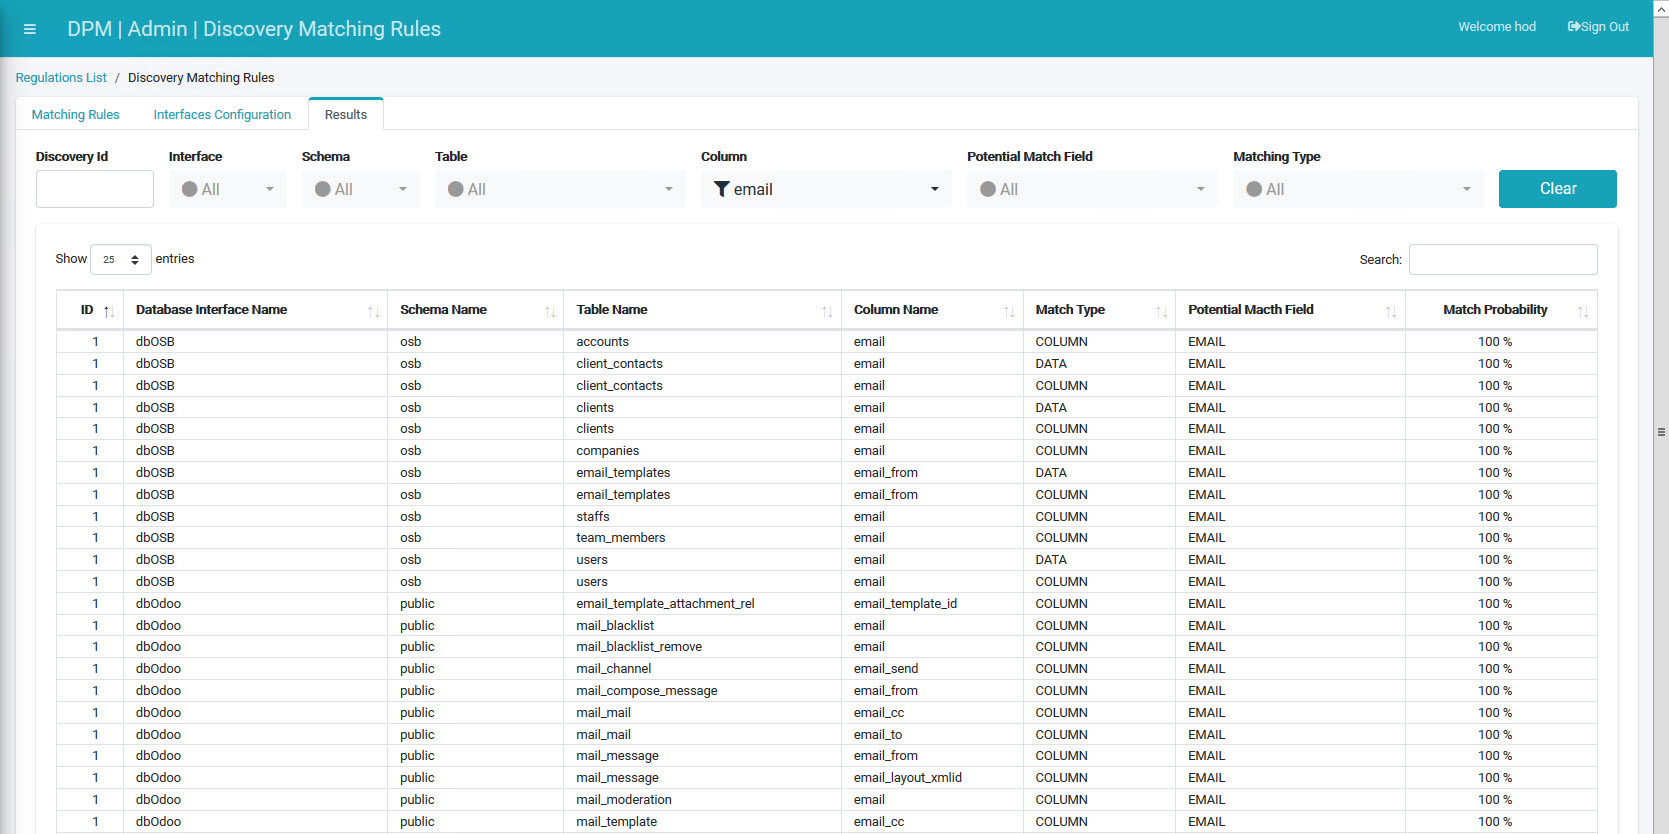 DPM | Admin | Discovery Matching Rules
Welcome hod
Sign Out
Regulations List / Discovery Matching Rules
Matching Rules Interfaces Configuration Results
Discovery Id Interface Schema Table Column Potential Match Field Matching Type
All All All email All All Clear
Show 25 entries Search:
ID Database Interface Name Schema Name Table Name Column Name Match Type Potential Macth Field Match Probability
1 dbOSB osb accounts email COLUMN EMAIL 100 %
1 dbOSB osb client_contacts email DATA EMAIL 100 %
1 dbOSB osb client_contacts email COLUMN EMAIL 100 %
1 dbOSB osb clients email DATA EMAIL 100 %
1 dbOSB osb clients email COLUMN EMAIL 100 %
1 dbOSB osb companies email COLUMN EMAIL 100 %
1 dbOSB osb email_templates email_from DATA EMAIL 100 %
1 dbOSB osb email_templates email_from COLUMN EMAIL 100 %
1 dbOSB osb staffs email COLUMN EMAIL 100 %
1 dbOSB osb team_members email COLUMN EMAIL 100 %
1 dbOSB osb users email DATA EMAIL 100 %
1 dbOSB osb users email COLUMN EMAIL 100 %
1 dbOdoo public email_template_attachment_rel email_template_id COLUMN EMAIL 100 %
1 dbOdoo public mail_blacklist email COLUMN EMAIL 100 %
1 dbOdoo public mail_blacklist_remove email COLUMN EMAIL 100 %
1 dbOdoo public mail_channel email_send COLUMN EMAIL 100 %
1 dbOdoo public mail_compose_message email_from COLUMN EMAIL 100 %
1 dbOdoo public mail_mail email_cc COLUMN EMAIL 100 %
1 dbOdoo public mail_mail email_to COLUMN EMAIL 100 %
1 dbOdoo public mail_message email_from COLUMN EMAIL 100 %
1 dbOdoo public mail_message email_layout_xmlid COLUMN EMAIL 100 %
1 dbOdoo public mail_moderation email COLUMN EMAIL 100 %
1 dbOdoo public mail_template email_cc COLUMN EMAIL 100 %